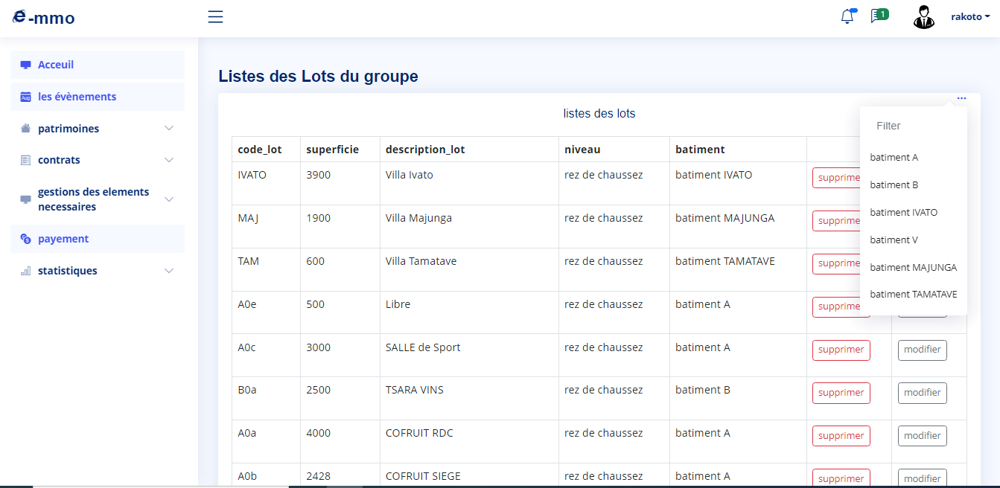 e-mmo
1
rakoto
Acceuil
Aug
les évènements
patrimoines
contrats
gestions des elements
necessaires
payement
statistiques
Listes des Lots du groupe
...
listes des lots
Filter
batiment A
batiment B
batiment IVATO
batiment V
batiment MAJUNGA
batiment TAMATAVE
code_lot superficie description_lot niveau batiment
IVATO 3900 Villa Ivato rez de chaussez batiment IVATO supprime
MAJ 1900 Villa Majunga rez de chaussez batiment MAJUNGA supprime
TAM 600 Villa Tamatave rez de chaussez batiment TAMATAVE supprime
A0e 500 Libre rez de chaussez batiment A supprime
A0c 3000 SALLE de Sport rez de chaussez batiment A supprimer modifier
B0a 2500 TSARA VINS rez de chaussez batiment B supprimer modifier
A0a 4000 COFRUIT RDC rez de chaussez batiment A supprimer modifier
A0b 2428 COFRUIT SIEGE rez de chaussez batiment A supprimer modifier